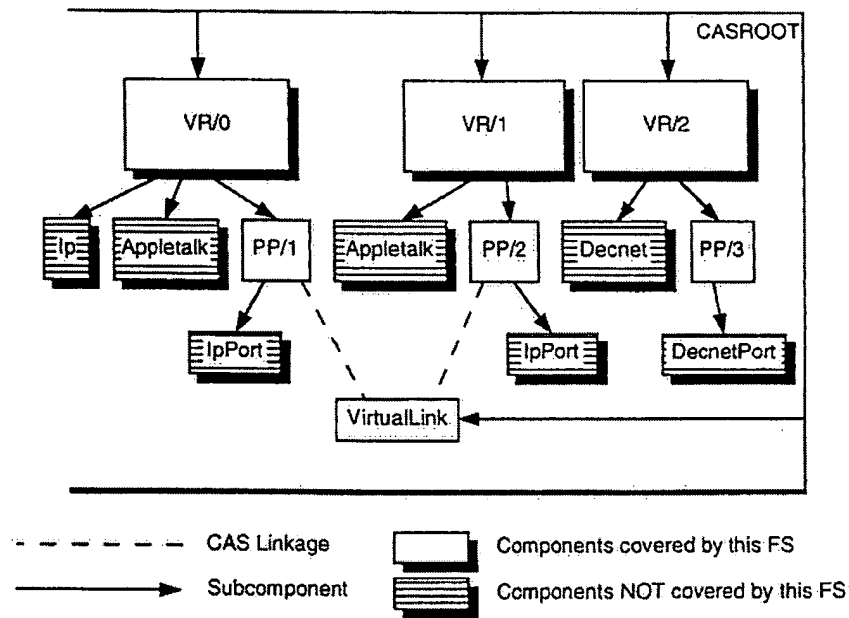 CASROOT
VR/0
VR/1
VR/2
Ip
Appletalk
PP/1
Appletalk
PP/2
Decnet
PP/3
IpPort
IpPort
DecnetPort
VirtualLink
CAS Linkage
Components covered by this FS
Subcomponent
Components NOT covered by this FS